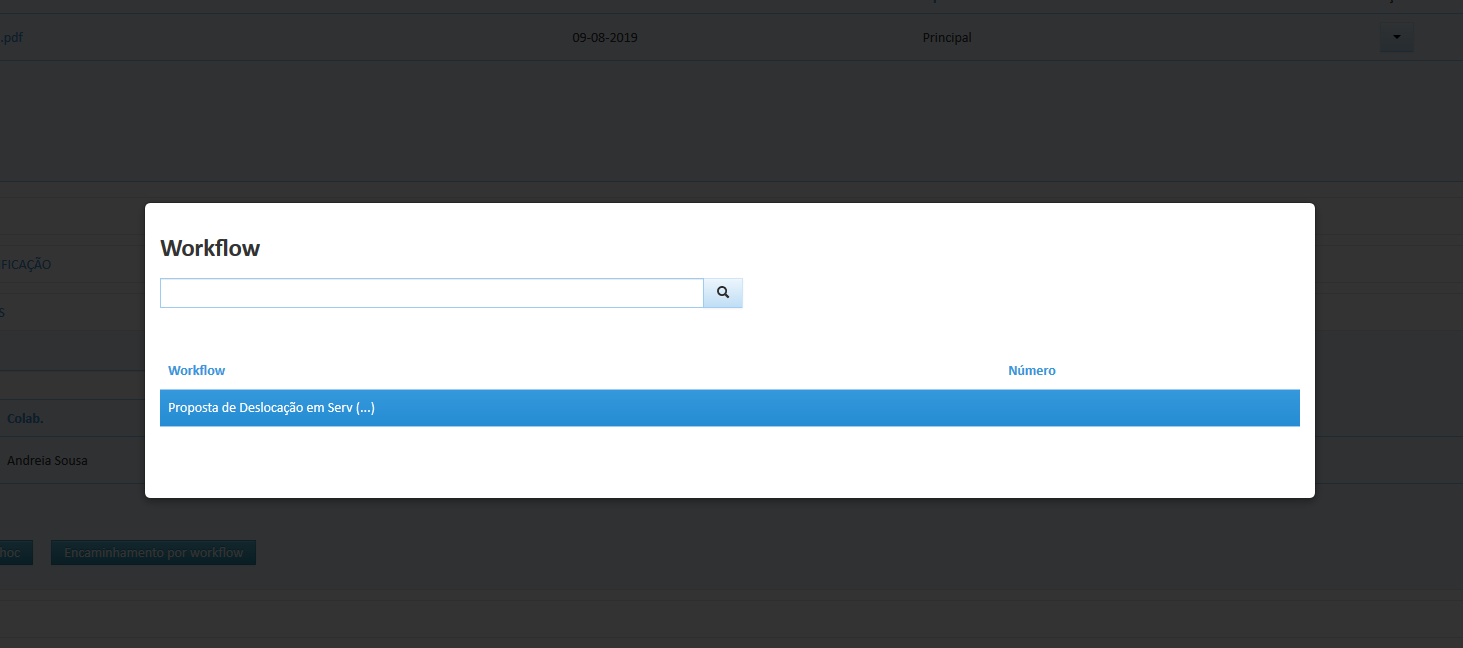 .pdf 09-08-2019 Principal
Workflow
FICAÇÃO
S
Workflow Número
Proposta de Deslocação em Serv (...)
Colab.
Andreia Sousa
hoc Encaminhamento por workflow